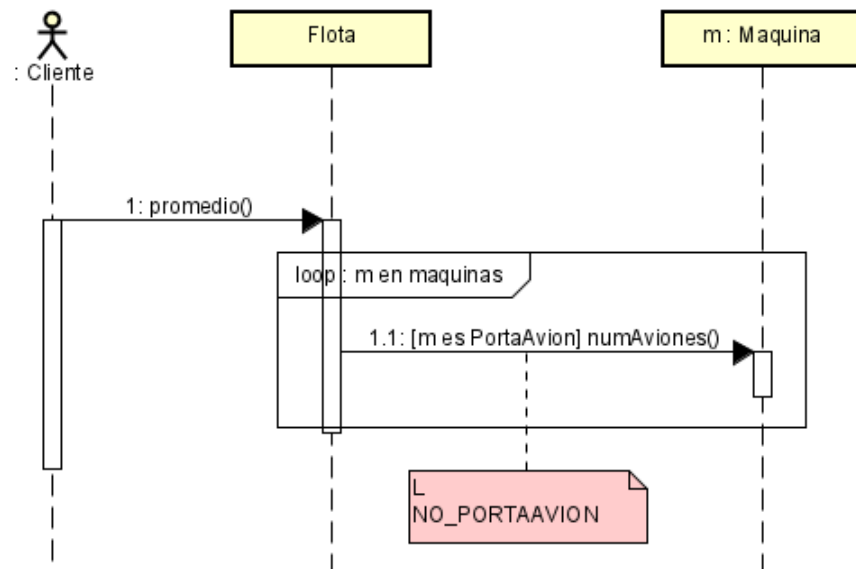 Flota
m : Maquina
: Cliente
1: promedio()
loop : m en maquinas
1.1: [m es PortaAvion] numAviones()
L
NO_PORTAAVION